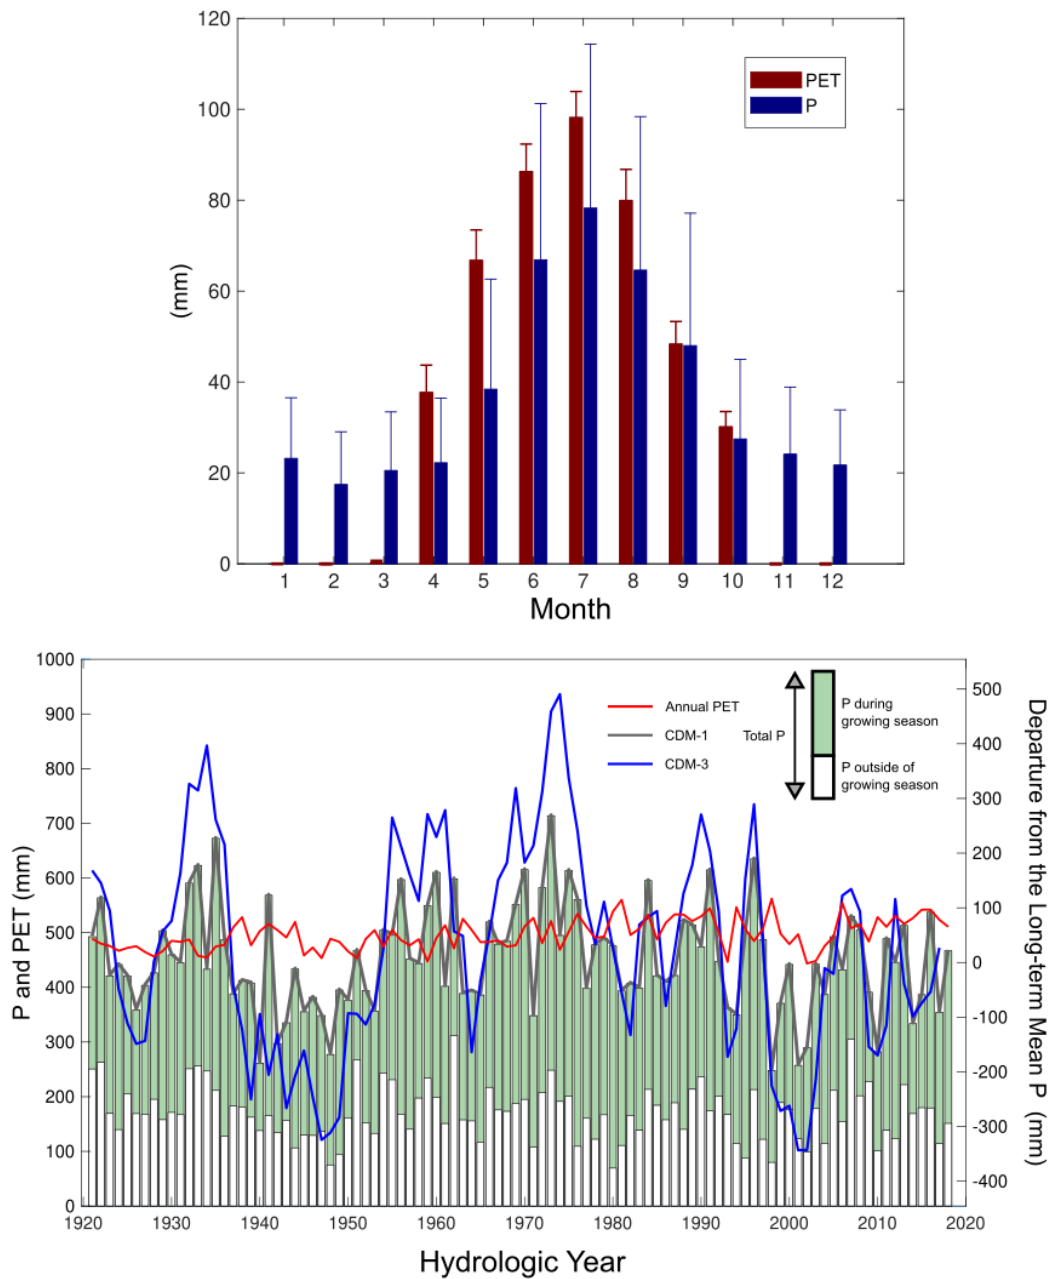 120
100
80
60
40
20
0
(mm)
PET
P
1 2 3 4 5 6 7 8 9 10 11 12
Month
1000
900
800
700
600
500
400
300
200
100
0
P and PET (mm)
Annual PET
CDM-1
CDM-3
Total P
P during
growing season
P outside of
growing season
500
400
300
200
100
0
-100
-200
-300
-400
Departure from the Long-term Mean P (mm)
1920 1930 1940 1950 1960 1970 1980 1990 2000 2010 2020
Hydrologic Year